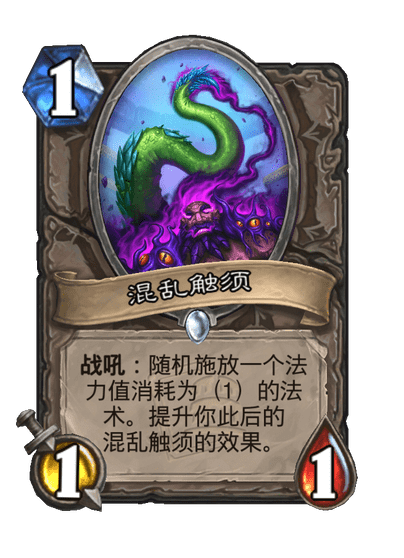 1
混乱触须
战吼：随机施放一个法
力值消耗为（1）的法
术。提升你此后的
混乱触须的效果。
1
1